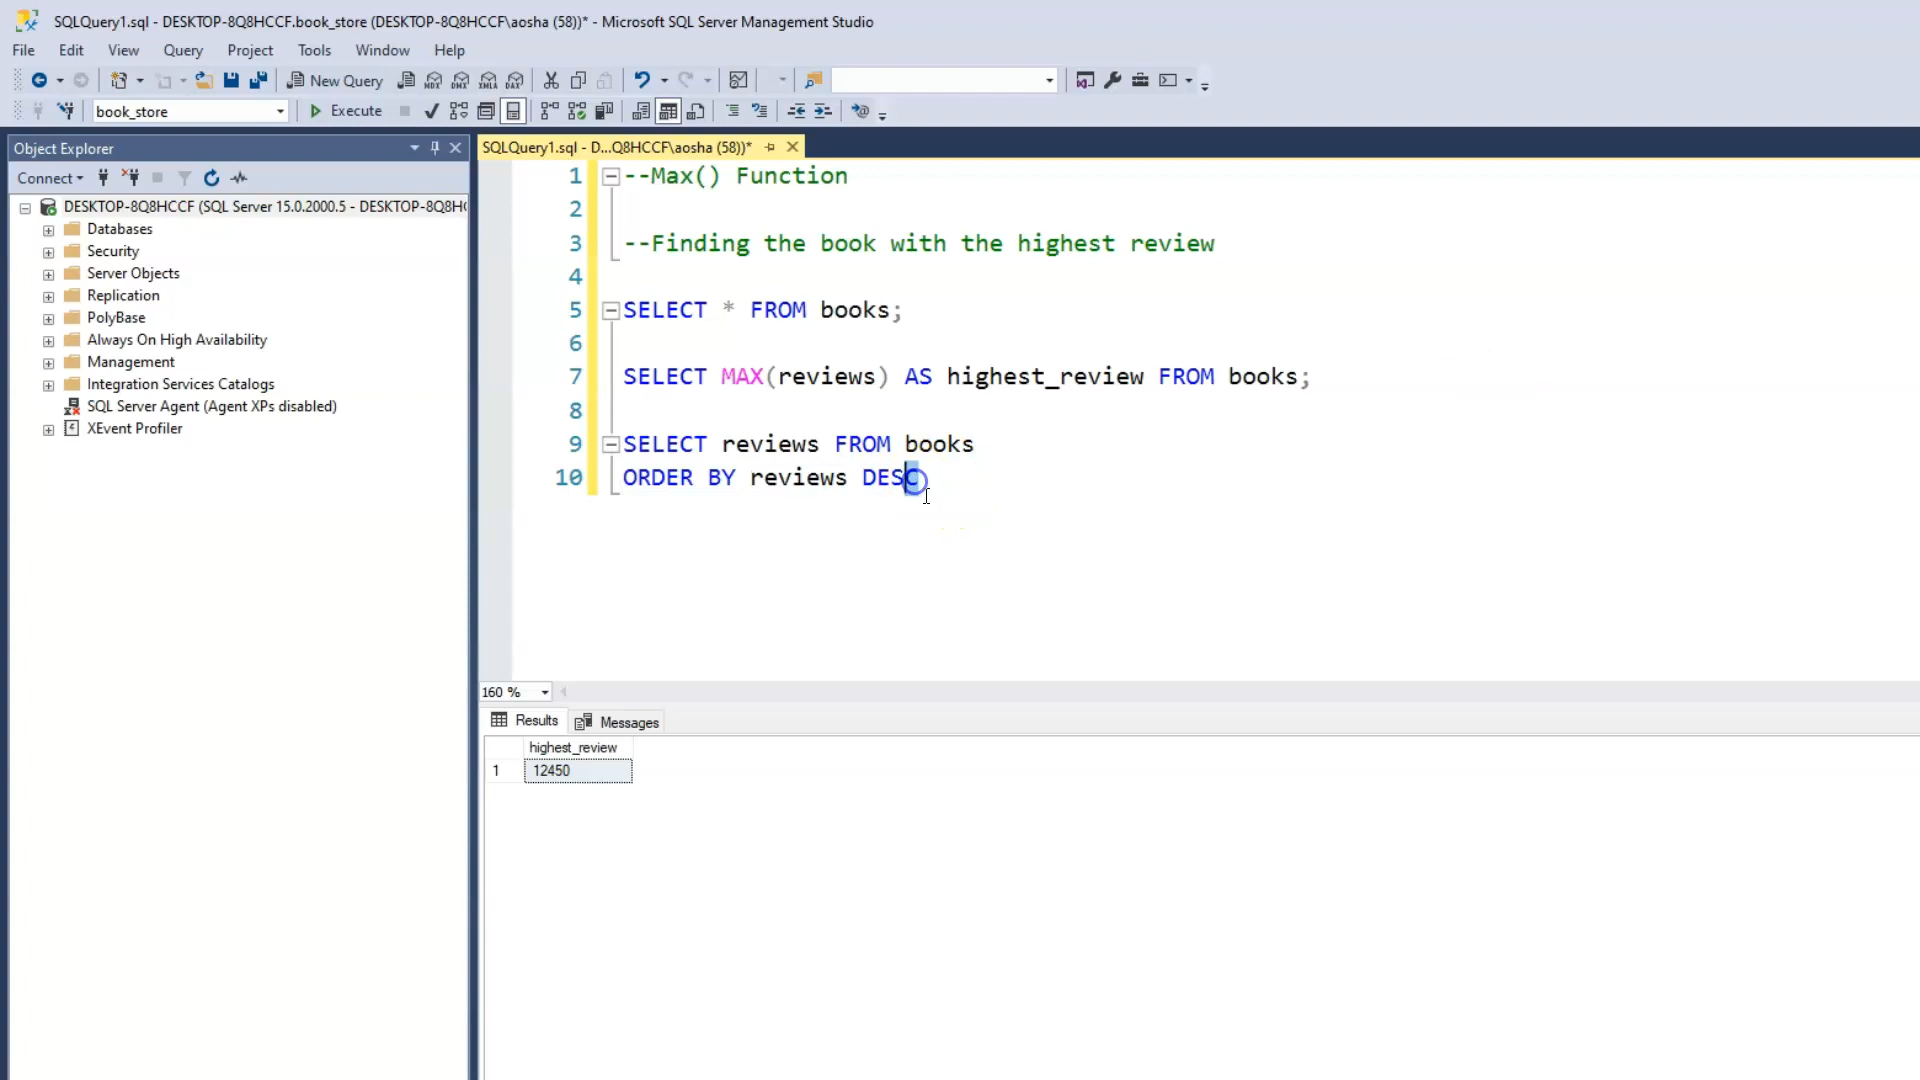 SQLQuery1.sql - DESKTOP-8Q8HCCF.book_store (DESKTOP-8Q8HCCF\aosha (58))* - Microsoft SQL Server Management Studio
File Edit View Query Project Tools Window Help
New Query MDX DMX XMLA DAX
book_store Execute
Object Explorer
Connect
DESKTOP-8Q8HCCF (SQL Server 15.0.2000.5 - DESKTOP-8Q8H
Databases
Security
Server Objects
Replication
PolyBase
Always On High Availability
Management
Integration Services Catalogs
SQL Server Agent (Agent XPs disabled)
XEvent Profiler
SQLQuery1.sql - D...Q8HCCF\aosha (58))*
1 --Max() Function
2
3 --Finding the book with the highest review
4
5 SELECT * FROM books;
6
7 SELECT MAX(reviews) AS highest_review FROM books;
8
9 SELECT reviews FROM books
10 ORDER BY reviews DESC
160 %
Results Messages
highest_review
1 12450